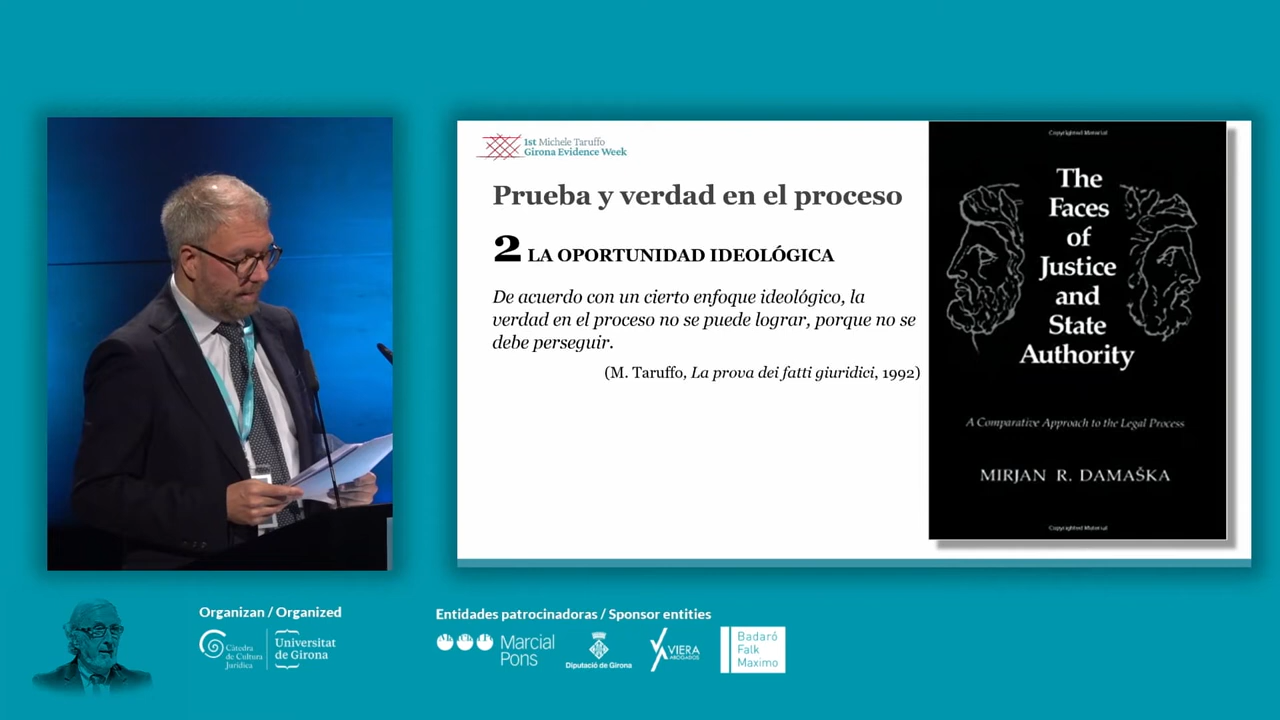 1st Michele Taruffo
Girona Evidence Week
Prueba y verdad en el proceso
2 LA OPORTUNIDAD IDEOLÓGICA
De acuerdo con un cierto enfoque ideológico, la
verdad en el proceso no se puede lograr, porque no se
debe perseguir.
(M. Taruffo, La prova dei fatti giuridici, 1992)
Copyrighted Material
The
Faces
of
Justice
and
State
Authority
A Comparative Approach to the Legal Process
MIRJAN R. DAMAŠKA
Copyrighted Material
Organizan / Organized
Càtedra
de Cultura
Jurídica
Universitat
de Girona
Entidades patrocinadoras / Sponsor entities
Marcial
Pons
Diputació de Girona
VIERA
ABOGADOS
Badaró
Falk
Maximo